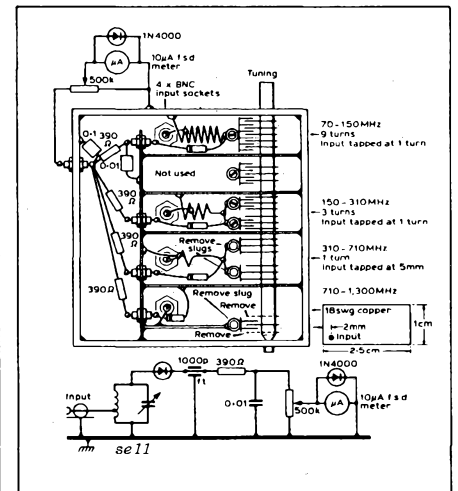 1N4000
μA
10μA f s d
meter
500k
4 x BNC
input sockets
Tuning
0·1
390
Ω
0·01
70-150MHz
9 turns
Input tapped at 1 turn
Not used
390
Ω
150-310MHz
3 turns
Input tapped at 1 turn
Remove
slugs
390
Ω
310-710MHz
1 turn
Input tapped at 5mm
390Ω
Remove slug
Remove
Remove
710-1,300MHz
18swg copper
2mm
Input
1cm
2·5cm
Input
1000p
ft
390Ω
0·01
500k
1N4000
μA
10μA f s d
meter
se11